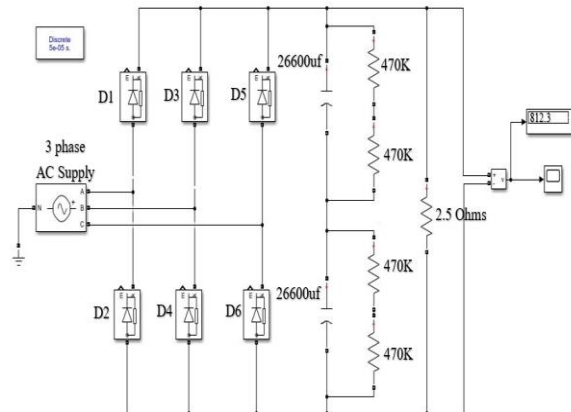 Discrete
5e-05 s.
D1
D3
D5
26600uf
470K
812.3
3 phase
AC Supply
470K
N
A
B
C
+
v
2.5 Ohms
470K
26600uf
D2
D4
D6
470K